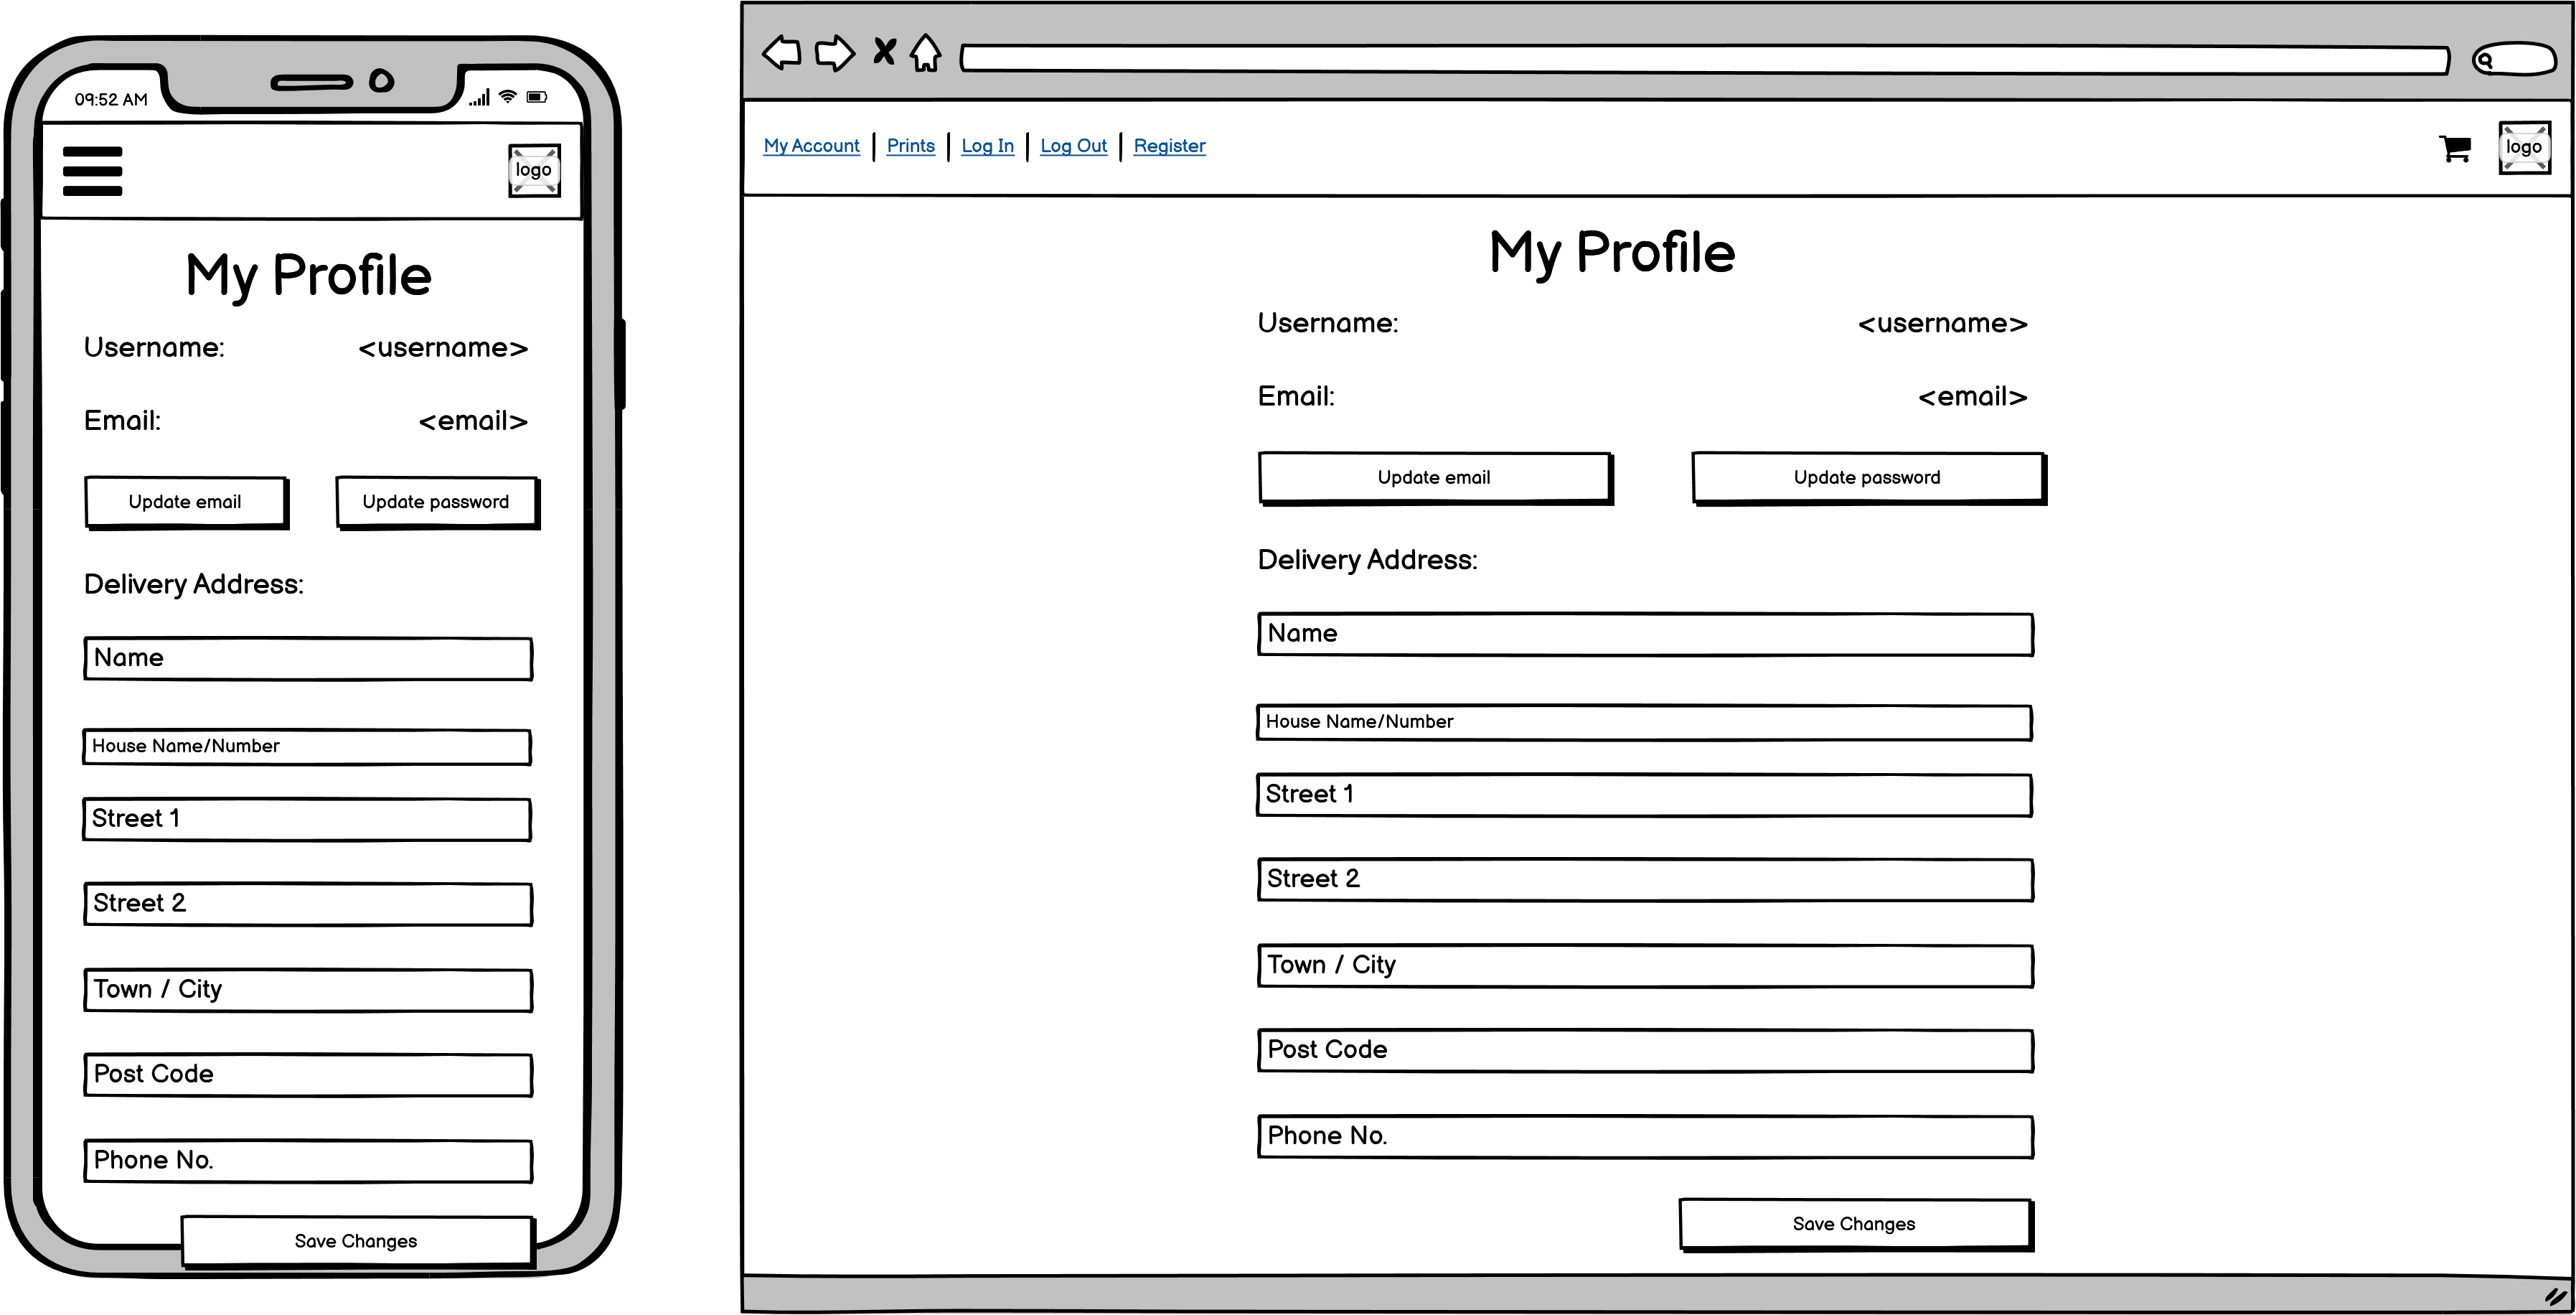 09:52 AM
logo
My Profile
Username: <username>
Email: <email>
Update email Update password
Delivery Address:
Name
House Name/Number
Street 1
Street 2
Town / City
Post Code
Phone No.
Save Changes
My Account Prints Log In Log Out Register logo
My Profile
Username: <username>
Email: <email>
Update email Update password
Delivery Address:
Name
House Name/Number
Street 1
Street 2
Town / City
Post Code
Phone No.
Save Changes